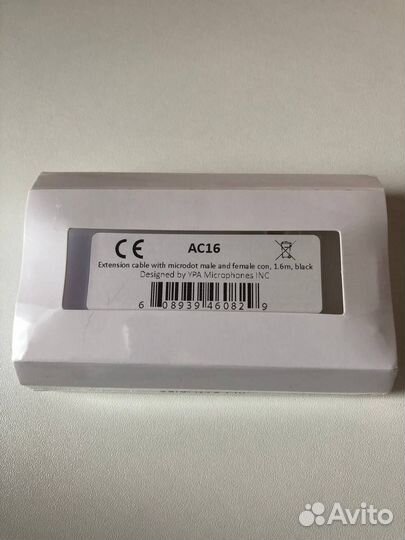 CE AC16
Extension cable with microdot male and female con, 1.6m, black
Designed by YPA Microphones INC
6 08939 46082 9
Avito